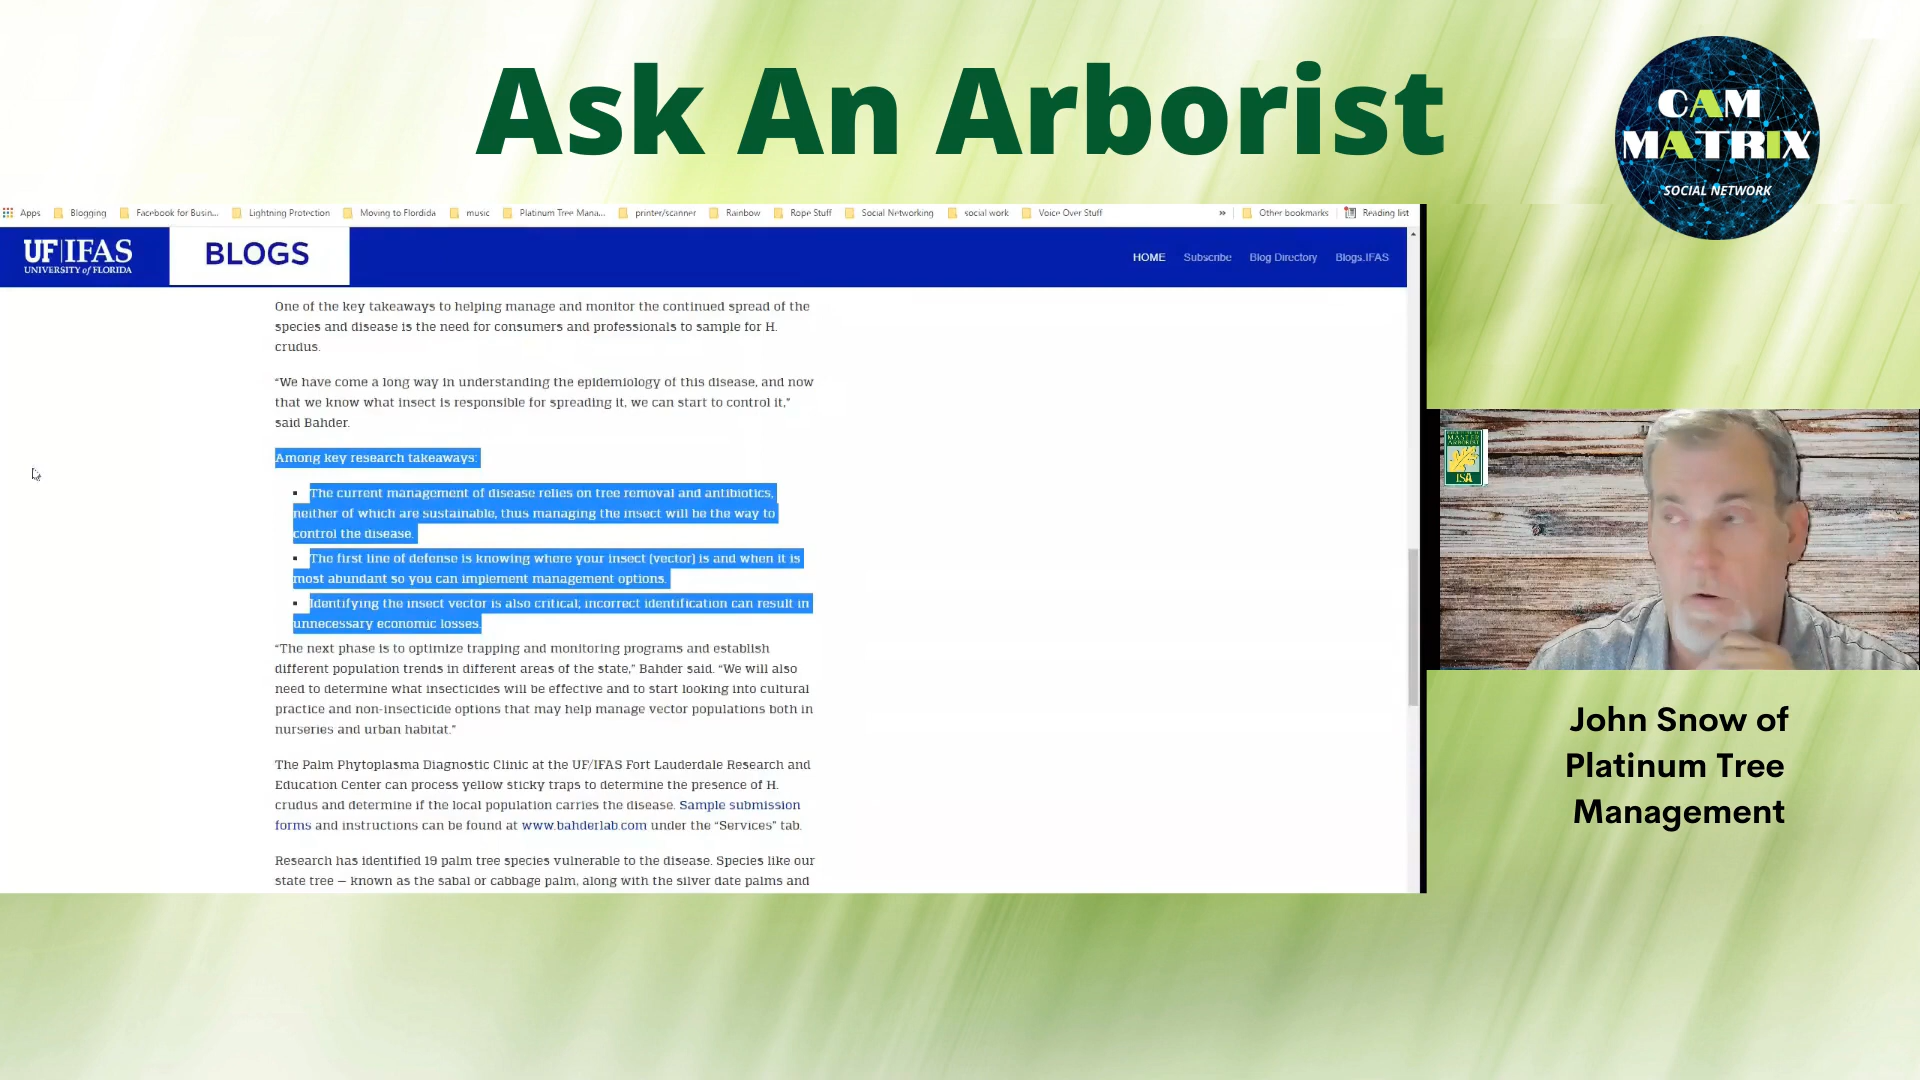 Ask An Arborist
CAM
MATRIX
SOCIAL NETWORK
Apps Blogging Facebook for Busin... Lightning Protection Moving to Flordida music Platinum Tree Mana... printer/scanner Rainbow Rope Stuff Social Networking social work Voice Over Stuff » Other bookmarks Reading list
UF|IFAS
UNIVERSITY of FLORIDA
BLOGS
HOME Subscribe Blog Directory Blogs.IFAS
One of the key takeaways to helping manage and monitor the continued spread of the
species and disease is the need for consumers and professionals to sample for H.
crudus.
“We have come a long way in understanding the epidemiology of this disease, and now
that we know what insect is responsible for spreading it, we can start to control it,”
said Bahder.
Among key research takeaways:
▪ The current management of disease relies on tree removal and antibiotics,
neither of which are sustainable, thus managing the insect will be the way to
control the disease.
▪ The first line of defense is knowing where your insect (vector) is and when it is
most abundant so you can implement management options.
▪ Identifying the insect vector is also critical; incorrect identification can result in
unnecessary economic losses.
“The next phase is to optimize trapping and monitoring programs and establish
different population trends in different areas of the state,” Bahder said. “We will also
need to determine what insecticides will be effective and to start looking into cultural
practice and non-insecticide options that may help manage vector populations both in
nurseries and urban habitat.”
The Palm Phytoplasma Diagnostic Clinic at the UF/IFAS Fort Lauderdale Research and
Education Center can process yellow sticky traps to determine the presence of H.
crudus and determine if the local population carries the disease. Sample submission
forms and instructions can be found at www.bahderlab.com under the “Services” tab.
Research has identified 19 palm tree species vulnerable to the disease. Species like our
state tree — known as the sabal or cabbage palm, along with the silver date palms and
MASTER
ARBORIST
ISA
John Snow of
Platinum Tree
Management